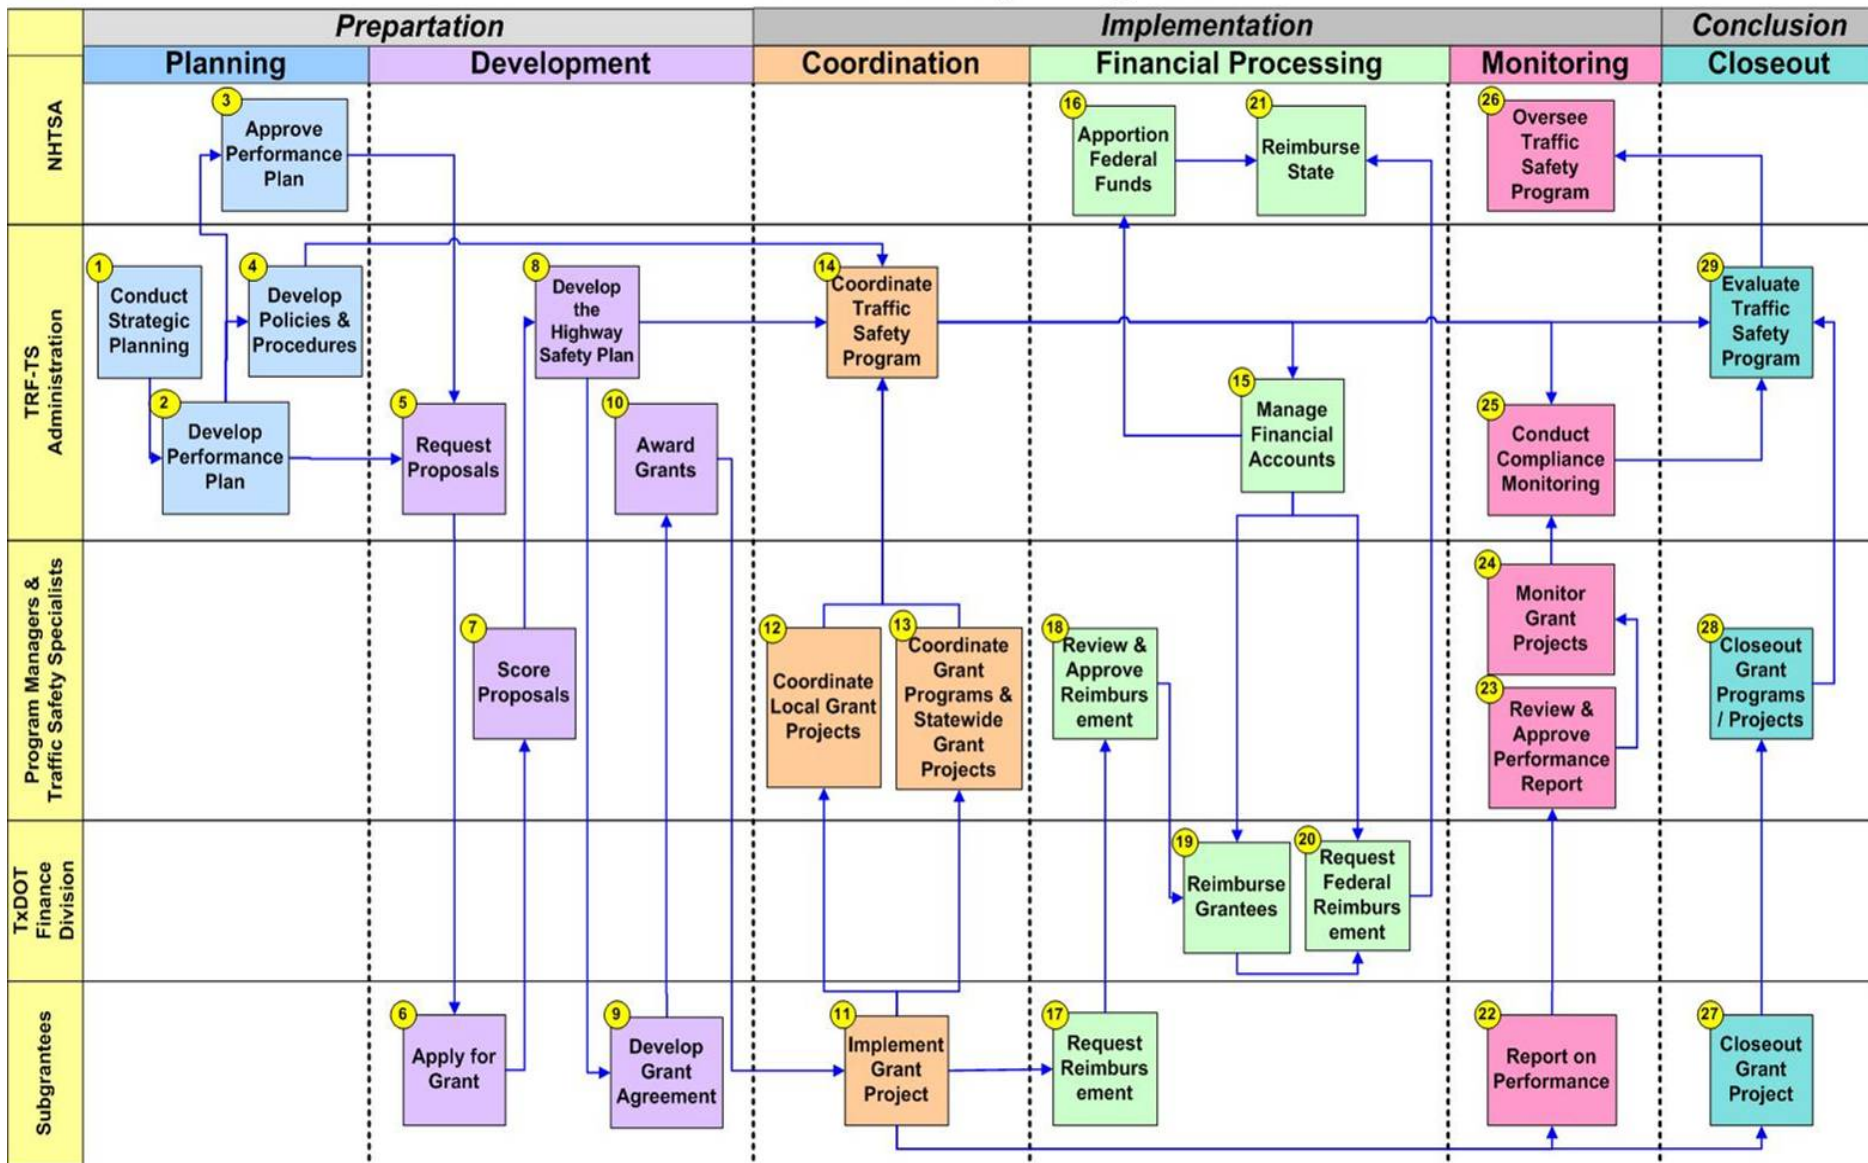 Prepartation
Implementation
Conclusion
Planning
Development
Coordination
Financial Processing
Monitoring
Closeout
NHTSA
3
Approve
Performance
Plan
16
Apportion
Federal
Funds
21
Reimburse
State
26
Oversee
Traffic
Safety
Program
TRF-TS
Administration
1
Conduct
Strategic
Planning
2
Develop
Performance
Plan
4
Develop
Policies &
Procedures
5
Request
Proposals
8
Develop
the
Highway
Safety Plan
10
Award
Grants
14
Coordinate
Traffic
Safety
Program
15
Manage
Financial
Accounts
25
Conduct
Compliance
Monitoring
29
Evaluate
Traffic
Safety
Program
Program Managers &
Traffic Safety Specialists
7
Score
Proposals
12
Coordinate
Local Grant
Projects
13
Coordinate
Grant
Programs &
Statewide
Grant
Projects
18
Review &
Approve
Reimburs
ement
24
Monitor
Grant
Projects
23
Review &
Approve
Performance
Report
28
Closeout
Grant
Programs
/ Projects
TxDOT
Finance
Division
19
Reimburse
Grantees
20
Request
Federal
Reimburs
ement
Subgrantees
6
Apply for
Grant
9
Develop
Grant
Agreement
11
Implement
Grant
Project
17
Request
Reimburs
ement
22
Report on
Performance
27
Closeout
Grant
Project